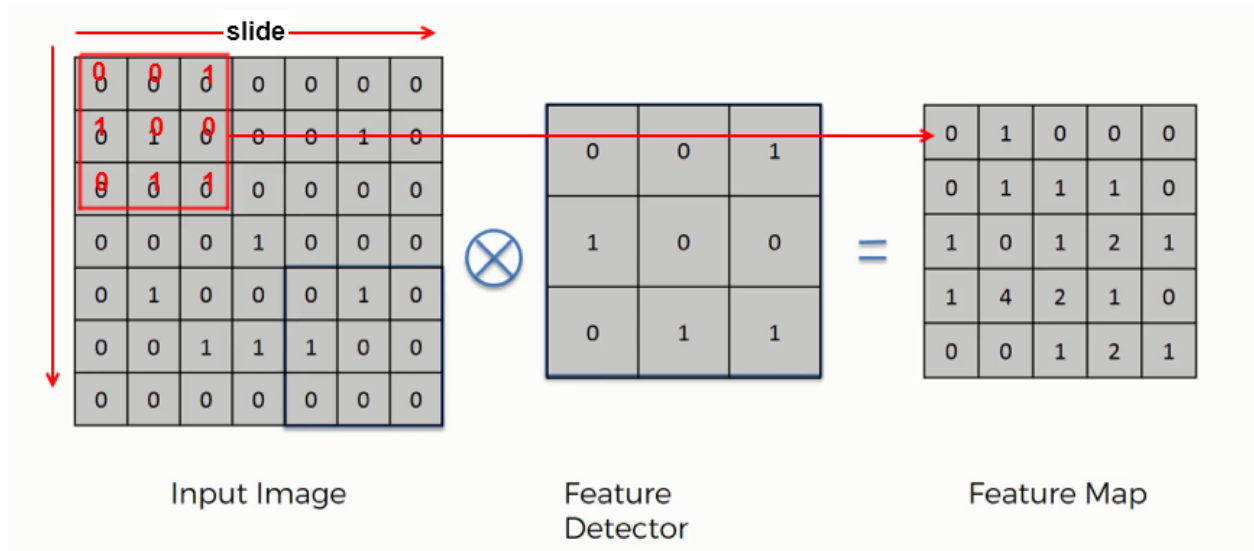 slide
0 0 0 0 0 0 0
0 1 0 0 0 1 0
0 0 0 0 0 0 0
0 0 0 1 0 0 0
0 1 0 0 0 1 0
0 0 1 1 1 0 0
0 0 0 0 0 0 0
0 0 1
1 0 0
0 1 1
0 0 1
1 0 0
0 1 1
=
0 1 0 0 0
0 1 1 1 0
1 0 1 2 1
1 4 2 1 0
0 0 1 2 1
Input Image
Feature
Detector
Feature Map